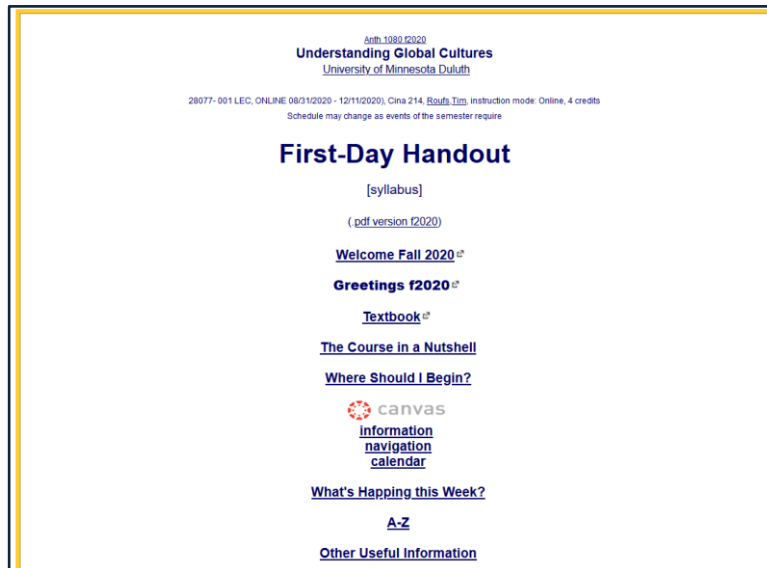 Anth 1080 f2020
Understanding Global Cultures
University of Minnesota Duluth
28077- 001 LEC, ONLINE 08/31/2020 - 12/11/2020), Cina 214, Roufs,Tim, instruction mode: Online, 4 credits
Schedule may change as events of the semester require
First-Day Handout
[syllabus]
(.pdf version f2020)
Welcome Fall 2020
Greetings f2020
Textbook
The Course in a Nutshell
Where Should I Begin?
canvas
information
navigation
calendar
What's Happing this Week?
A-Z
Other Useful Information